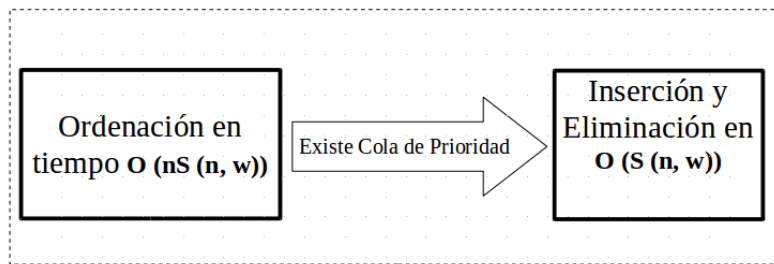 Ordenación en
tiempo O (nS (n, w))
Existe Cola de Prioridad
Inserción y
Eliminación en
O (S (n, w))